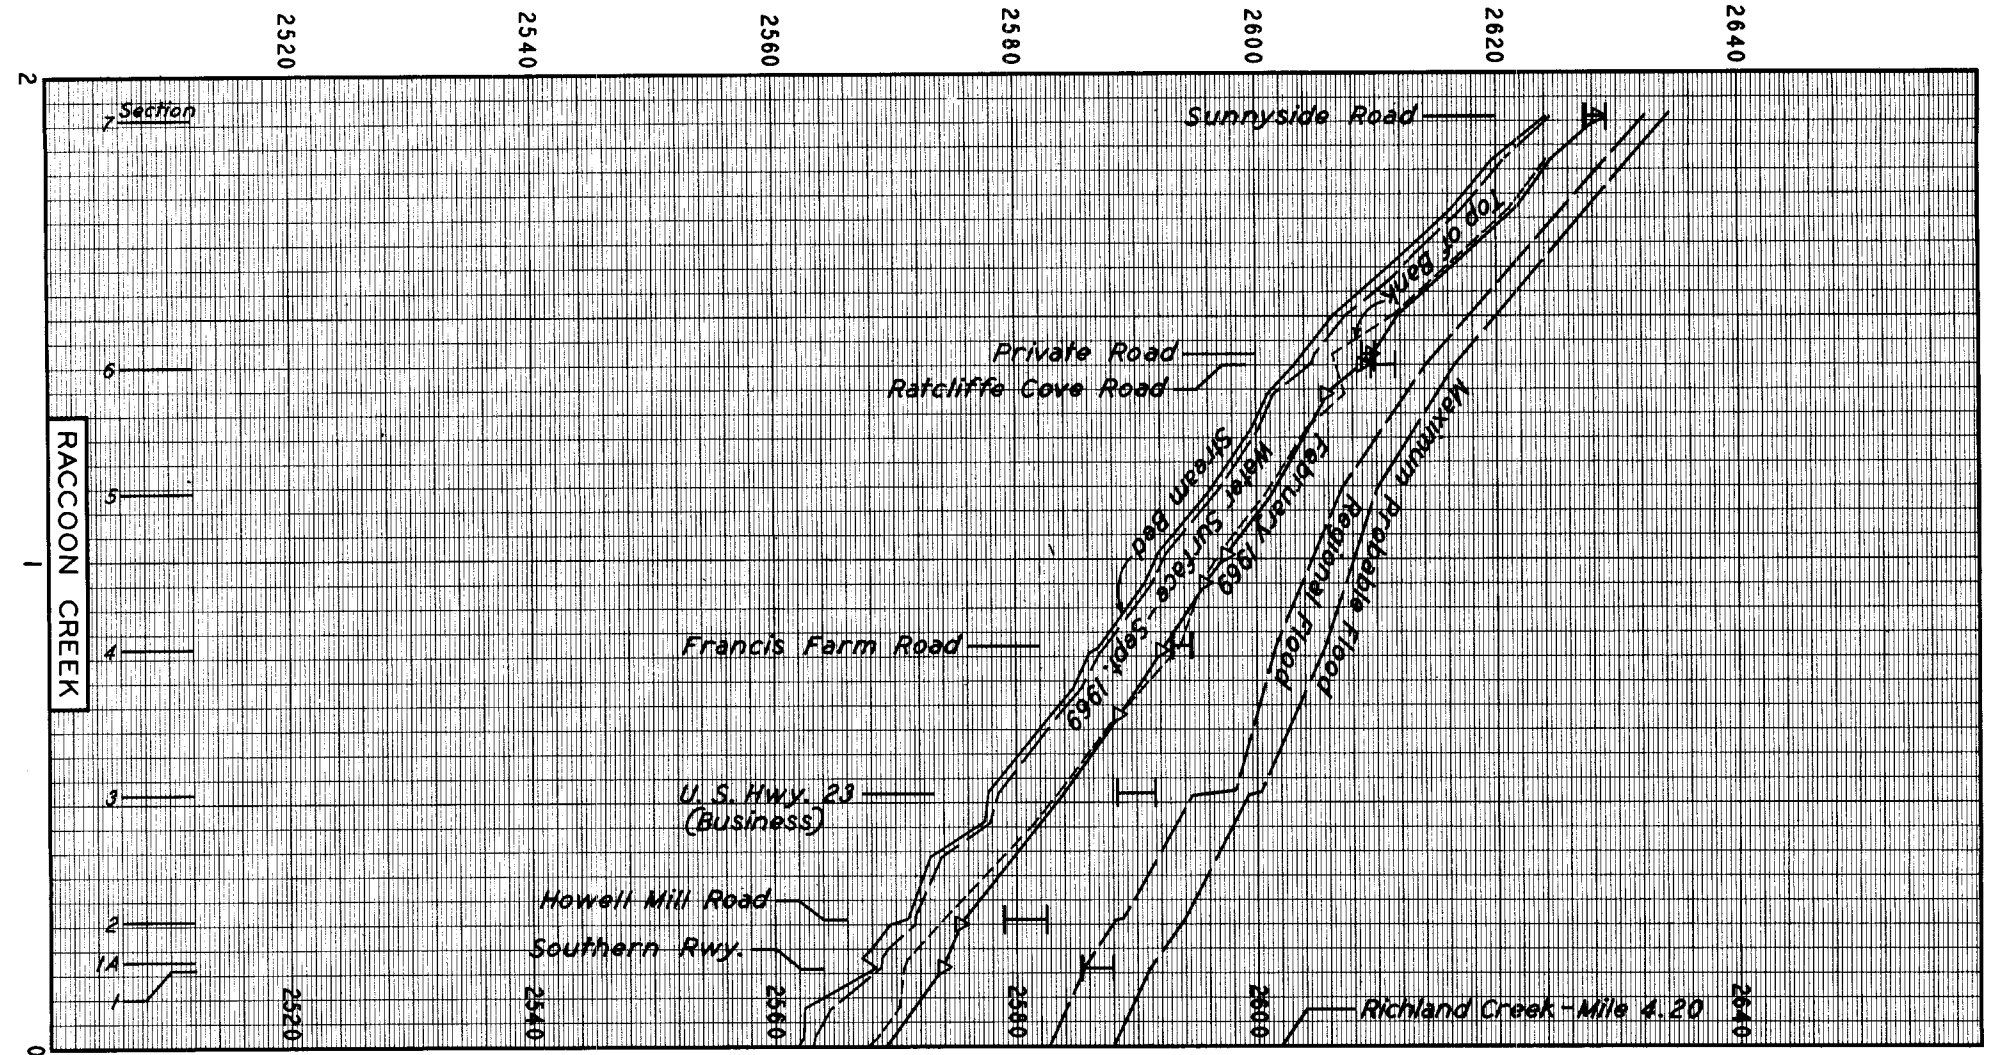 2520
2540
2560
2580
2600
2620
2640
2
Section
7
Sunnyside Road
Top of Bank
Private Road
6
Ratcliffe Cove Road
Maximum Probable Flood
RACCOON CREEK
Stream Bed
Water Surface - Sept. 1969
February 1969
Regional Flood
5
1
Francis Farm Road
4
U.S. Hwy. 23
(Business)
3
Howell Mill Road
2
Southern Rwy.
1A
1
2520
2540
2560
2580
2600
Richland Creek - Mile 4.20
2640
0